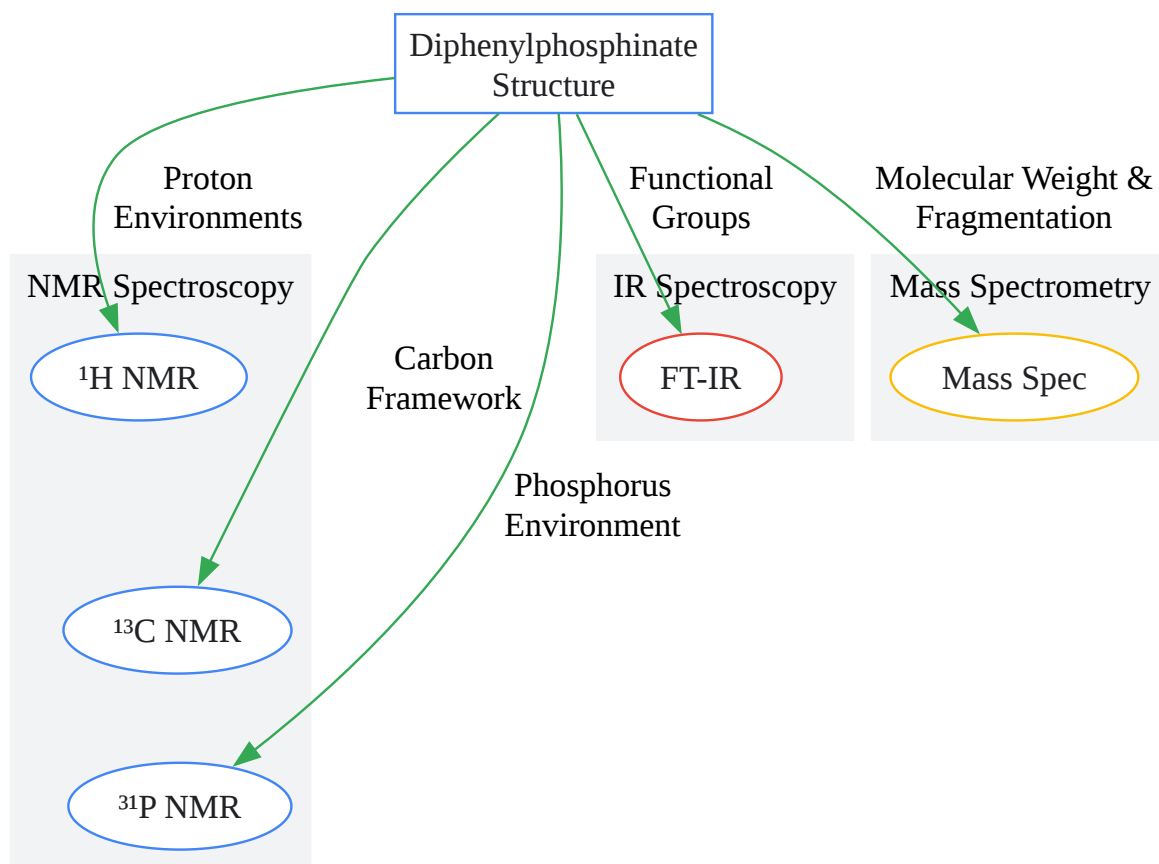 Diphenylphosphinate
Structure
Proton
Environments
Functional
Groups
Molecular Weight &
Fragmentation
NMR Spectroscopy
IR Spectroscopy
Mass Spectrometry
¹H NMR
Carbon
Framework
FT-IR
Mass Spec
Phosphorus
Environment
¹³C NMR
³¹P NMR